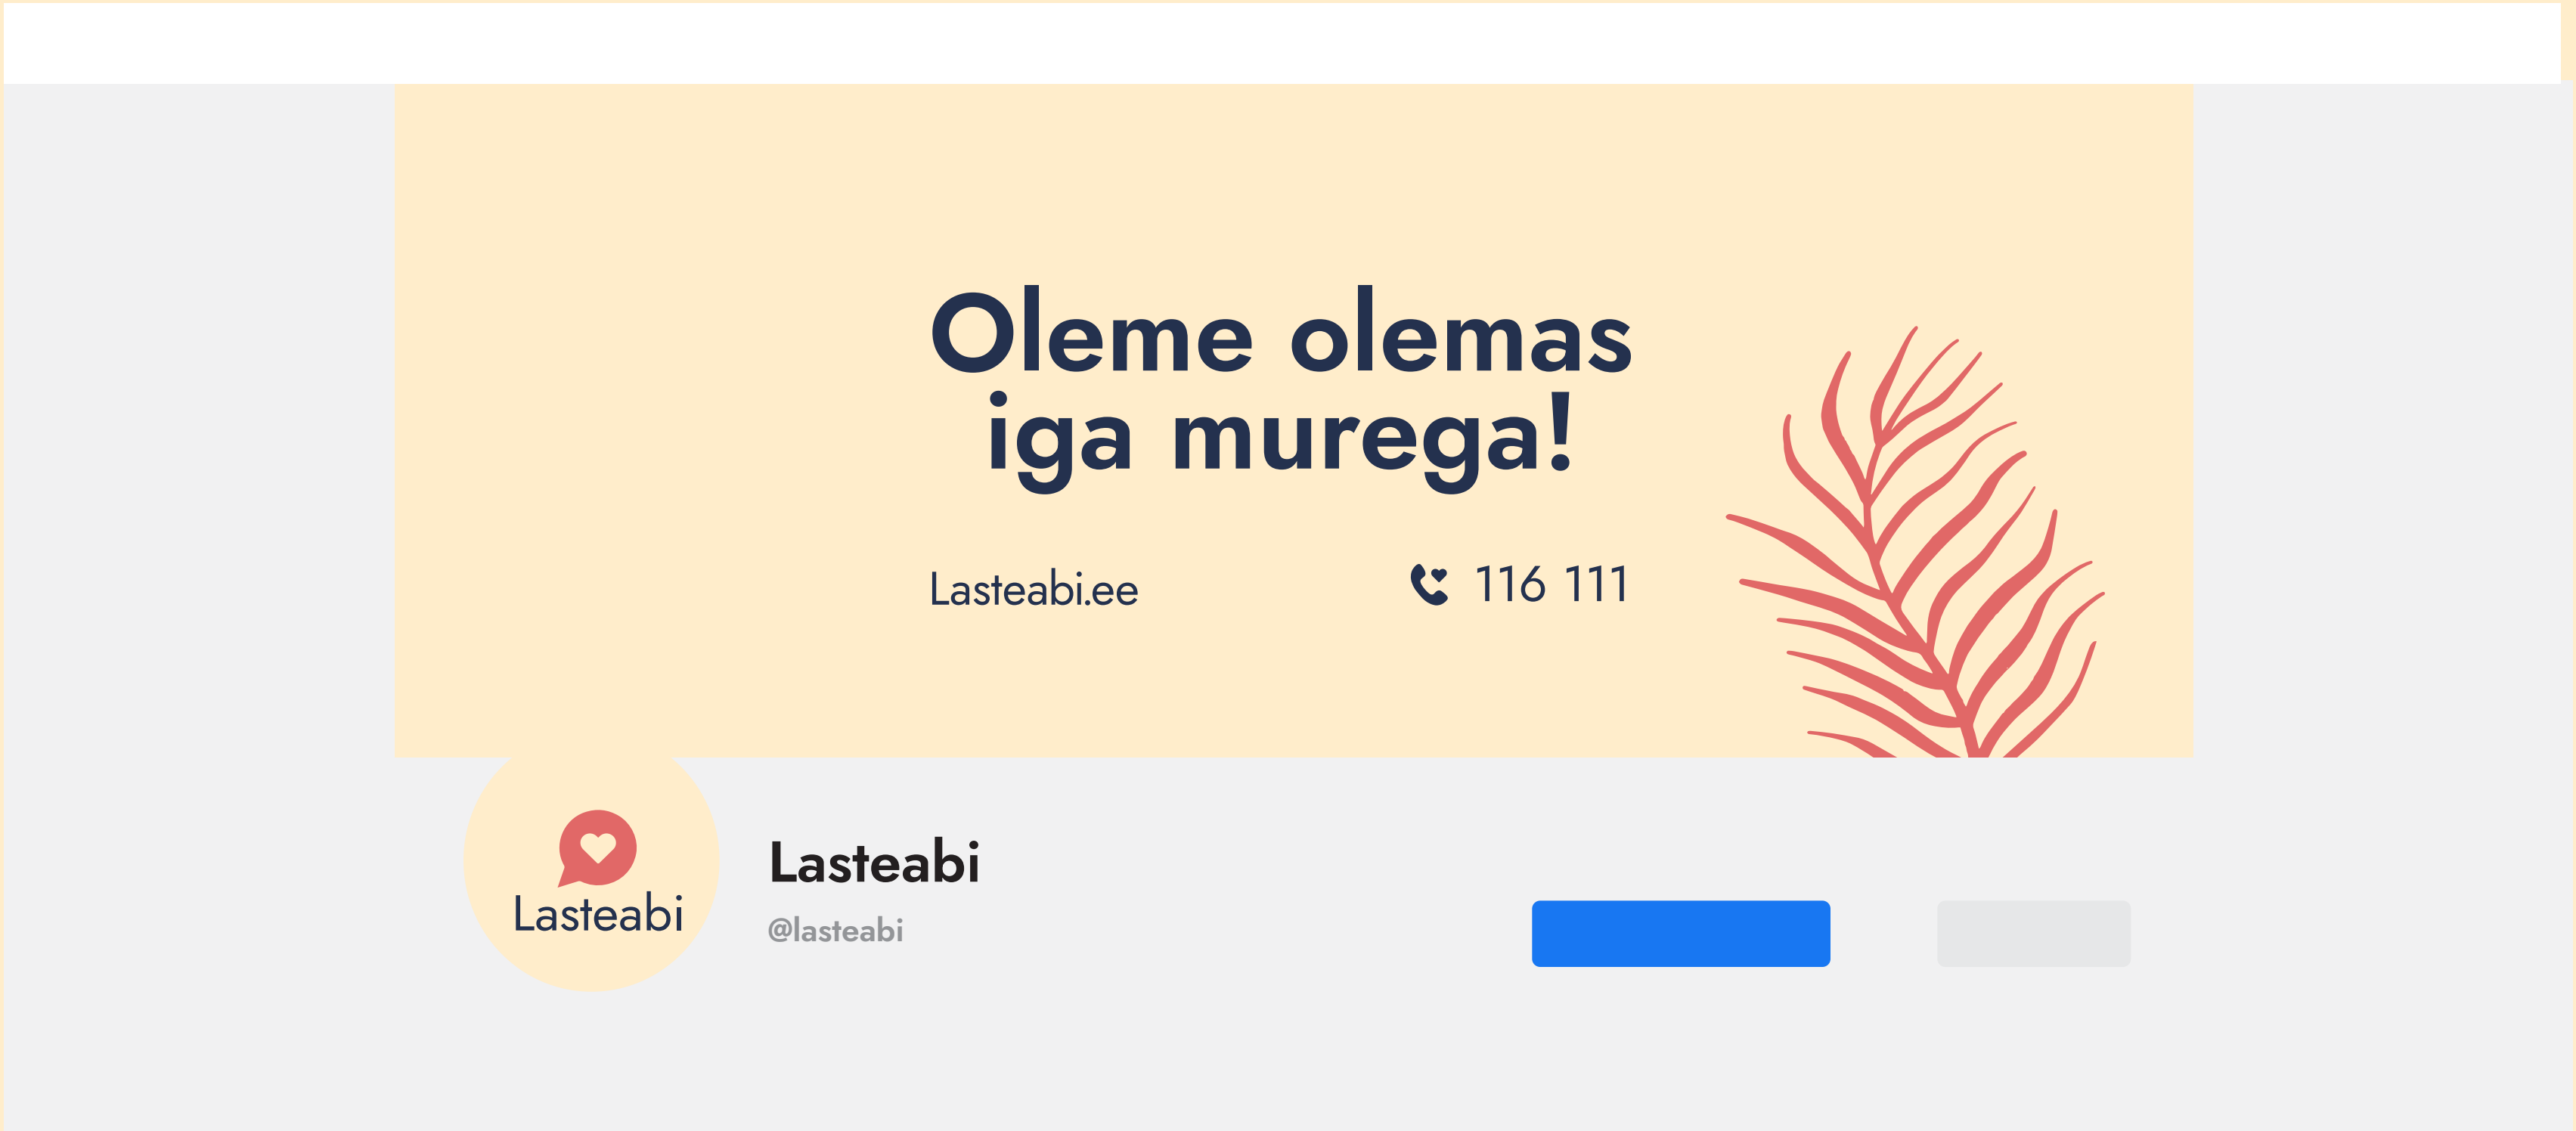 Oleme olemas
iga murega!
Lasteabi.ee
116 111
Lasteabi
Lasteabi
@lasteabi